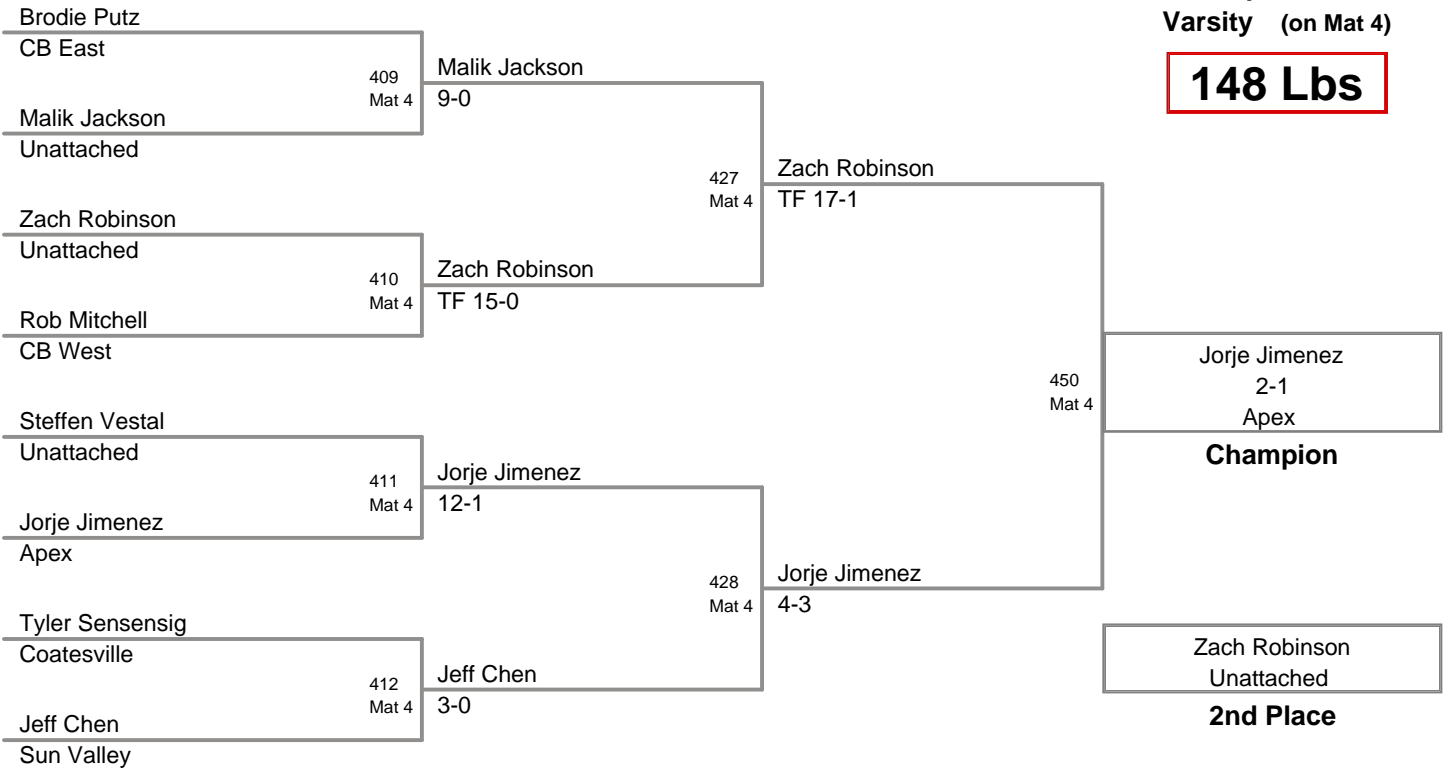 Varsity (on Mat 4)
148 Lbs
Brodie Putz
CB East
409
Mat 4
Malik Jackson
9-0
Malik Jackson
Unattached
427
Mat 4
Zach Robinson
TF 17-1
Zach Robinson
Unattached
410
Mat 4
Zach Robinson
TF 15-0
Rob Mitchell
CB West
450
Mat 4
Jorje Jimenez
2-1
Apex
Champion
Steffen Vestal
Unattached
411
Mat 4
Jorje Jimenez
12-1
Jorje Jimenez
Apex
428
Mat 4
Jorje Jimenez
4-3
Tyler Sensensig
Coatesville
412
Mat 4
Jeff Chen
3-0
Jeff Chen
Sun Valley
Zach Robinson
Unattached
2nd Place